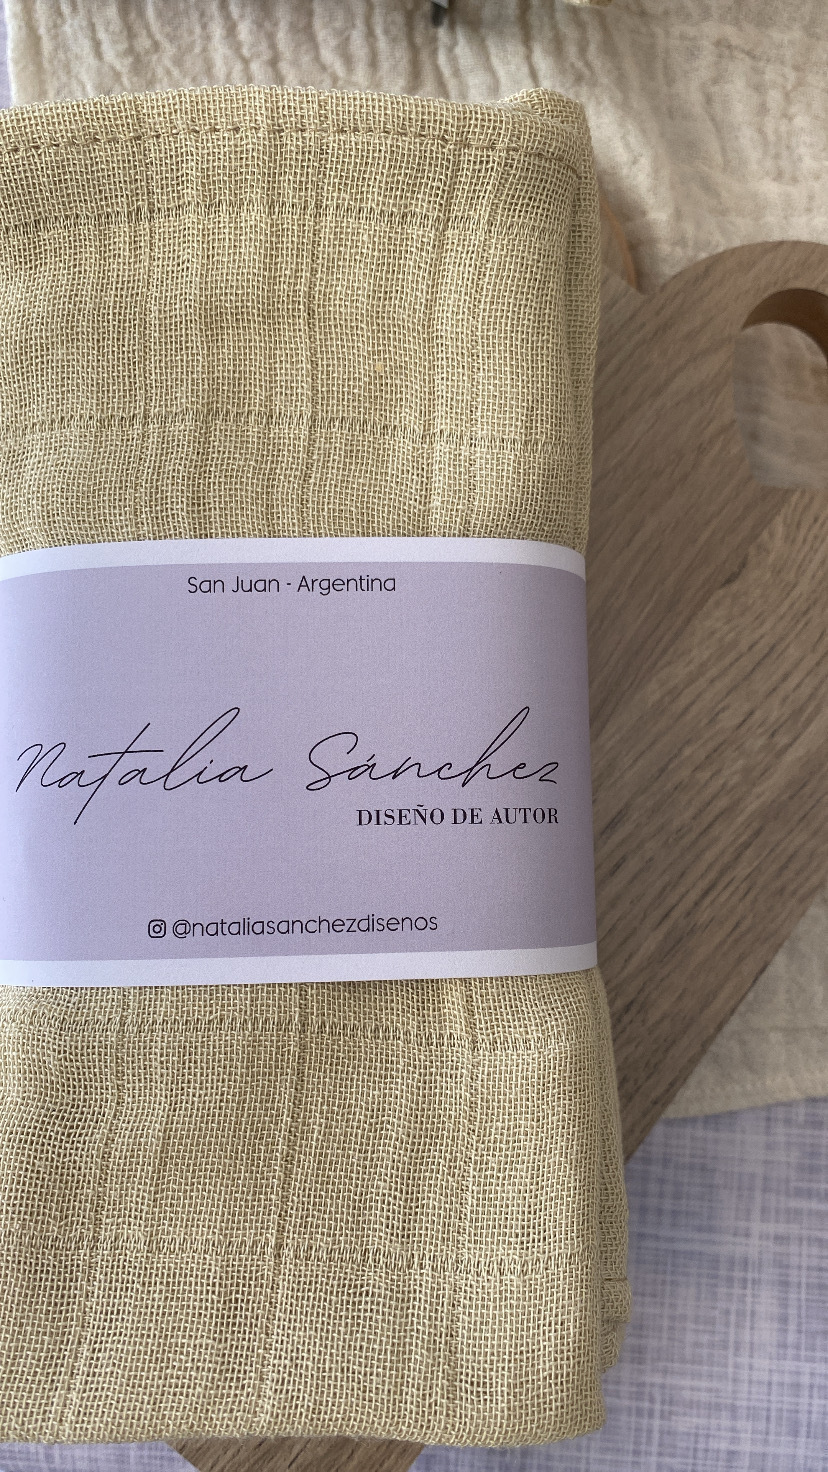 San Juan - Argentina
Natalia Sánchez
DISEÑO DE AUTOR
@nataliasanchezdisenos